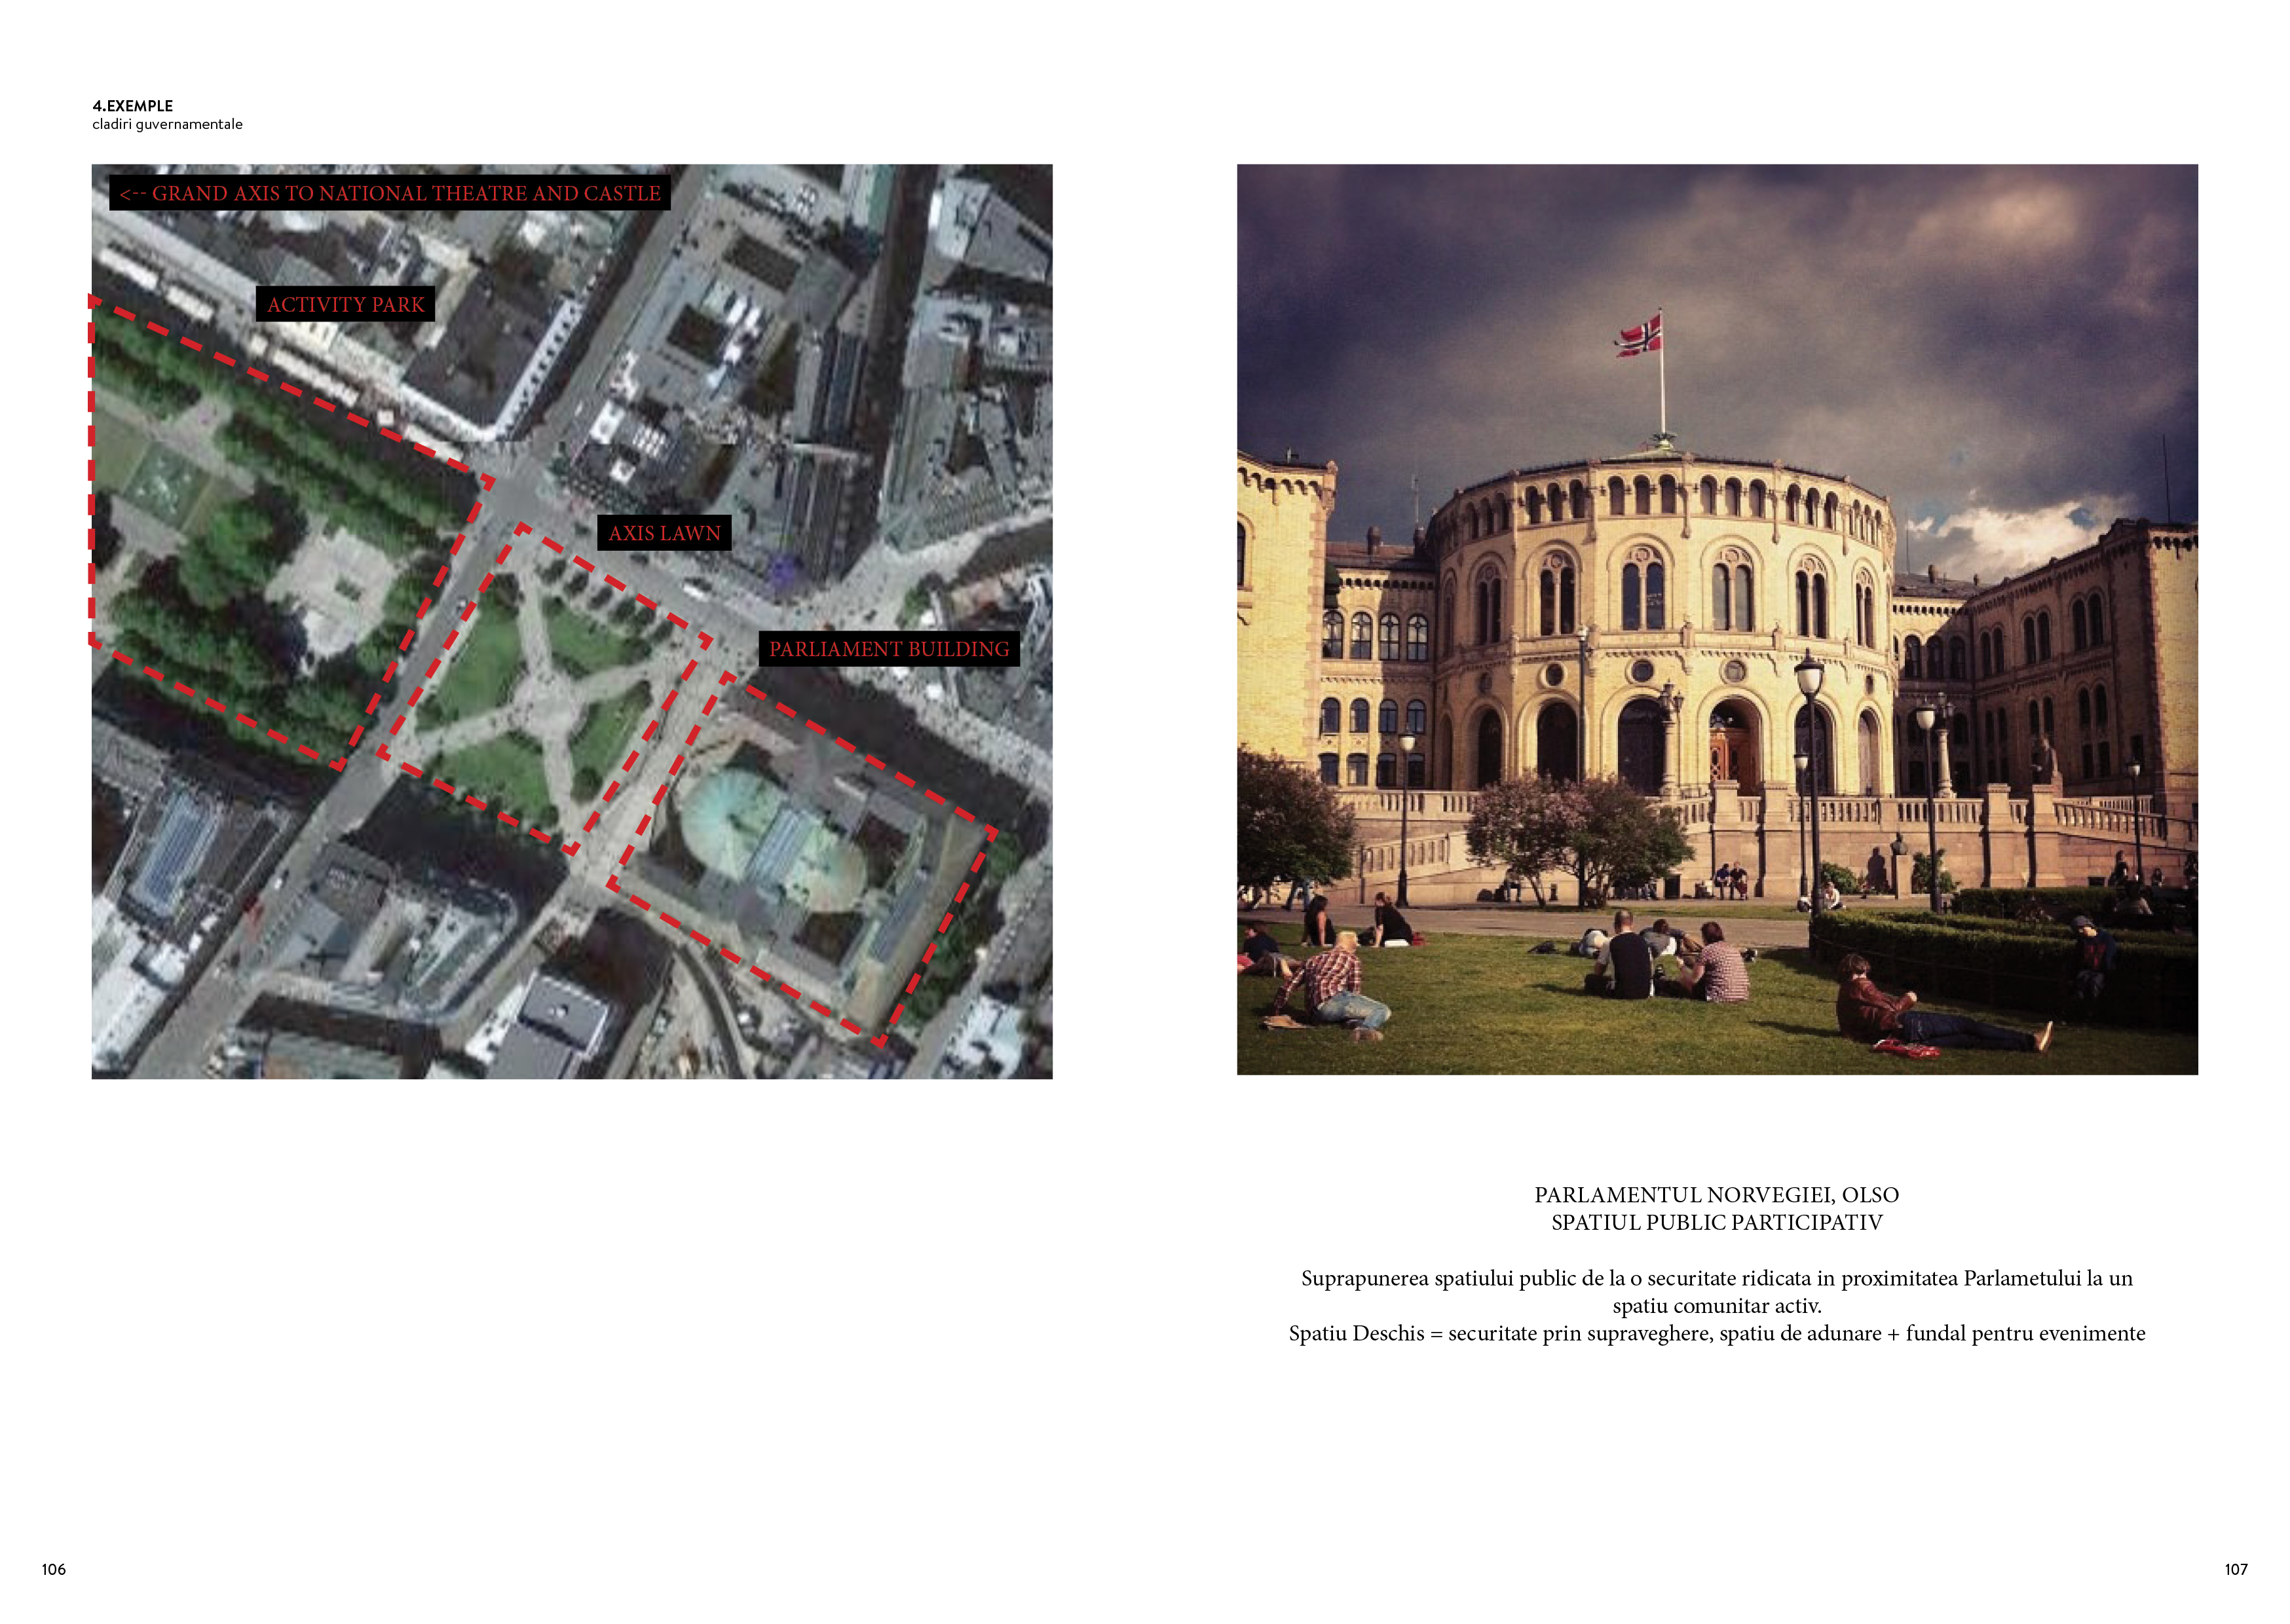 4.EXEMPLE
cladiri guvernamentale
<-- GRAND AXIS TO NATIONAL THEATRE AND CASTLE
ACTIVITY PARK
AXIS LAWN
PARLIAMENT BUILDING
PARLAMENTUL NORVEGIEI, OLSO
SPATIUL PUBLIC PARTICIPATIV
Suprapunerea spatiului public de la o securitate ridicata in proximitatea Parlametului la un
spatiu comunitar activ.
Spatiu Deschis = securitate prin supraveghere, spatiu de adunare + fundal pentru evenimente
106
107